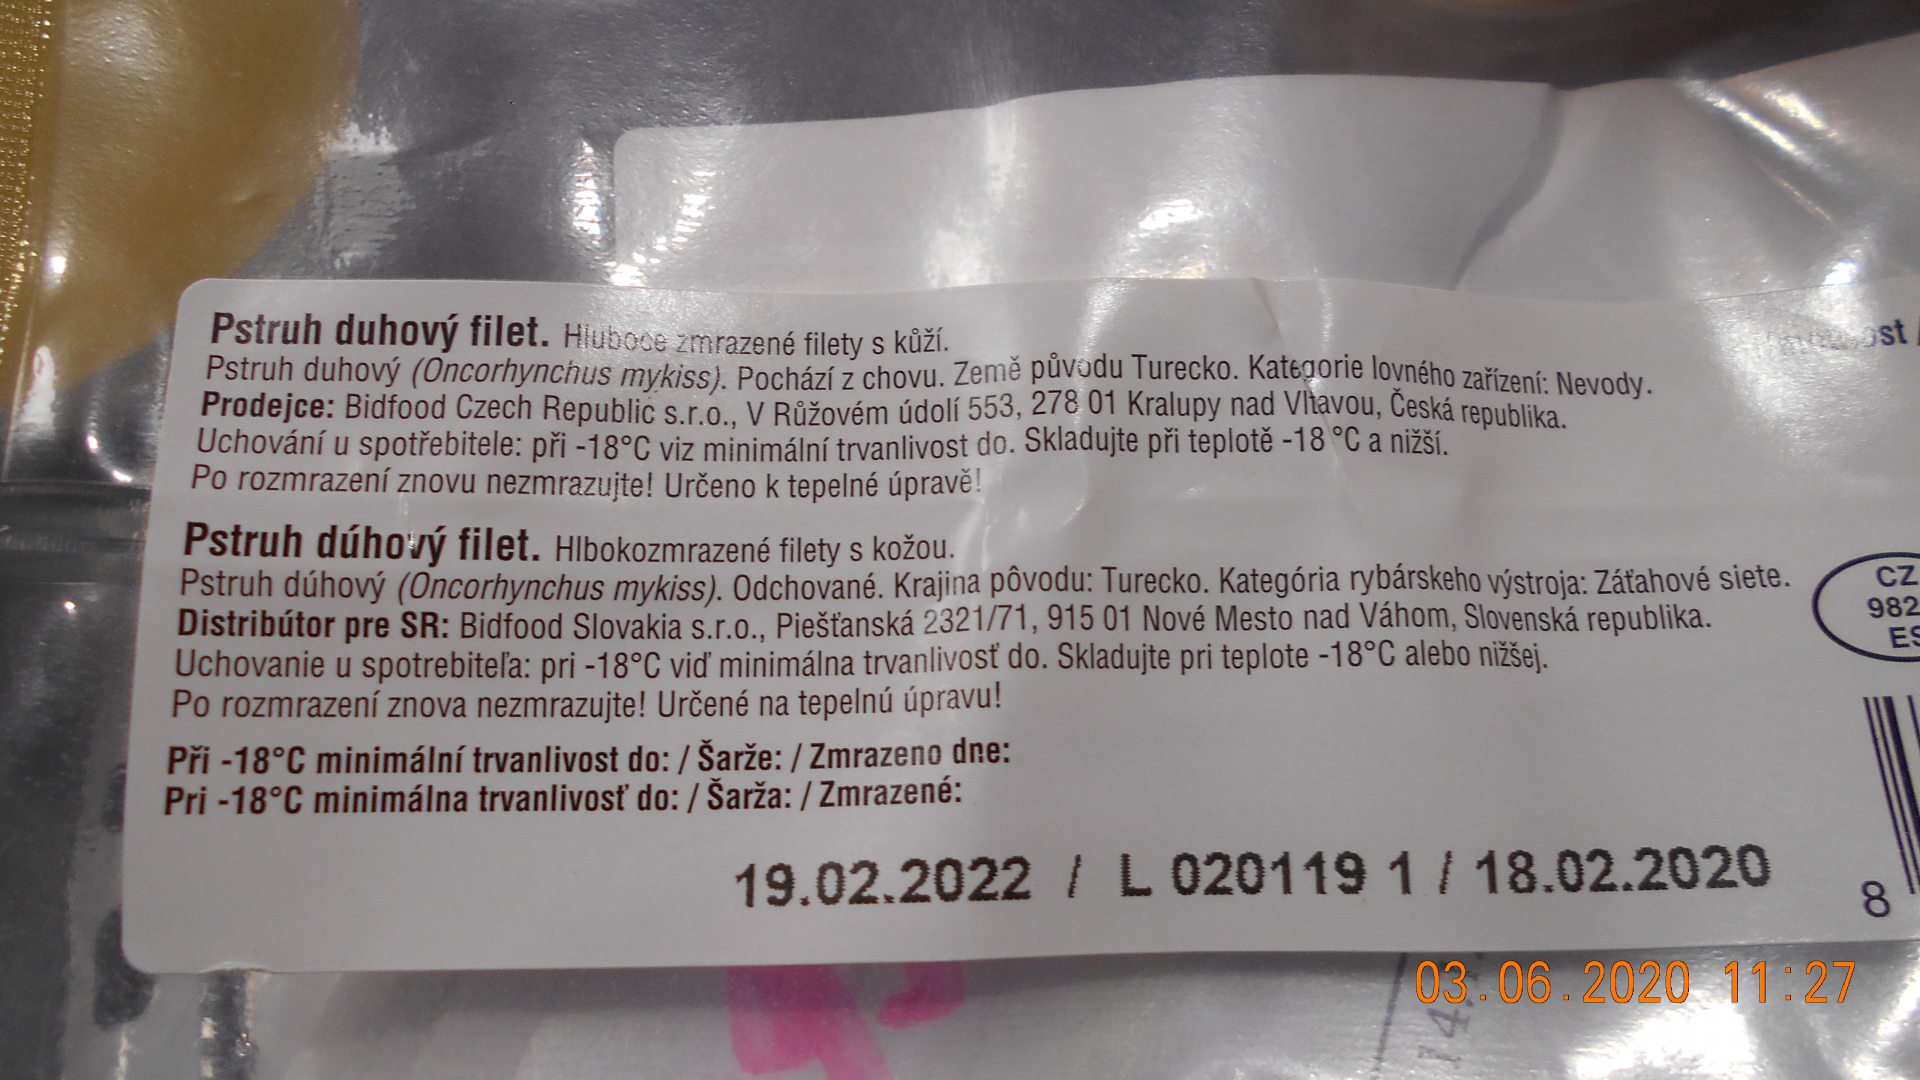 Pstruh duhový filet. Hluboce zmrazené filety s kůží.
Pstruh duhový (Oncorhynchus mykiss). Pochází z chovu. Země původu Turecko. Kategorie lovného zařízení: Nevody.
Prodejce: Bidfood Czech Republic s.r.o., V Růžovém údolí 553, 278 01 Kralupy nad Vltavou, Česká republika.
Uchování u spotřebitele: při -18°C viz minimální trvanlivost do. Skladujte při teplotě -18 °C a nižší.
Po rozmrazení znovu nezmrazujte! Určeno k tepelné úpravě!
Pstruh dúhový filet. Hlbokozmrazené filety s kožou.
Pstruh dúhový (Oncorhynchus mykiss). Odchované. Krajina pôvodu: Turecko. Kategória rybárskeho výstroja: Záťahové siete.
Distribútor pre SR: Bidfood Slovakia s.r.o., Piešťanská 2321/71, 915 01 Nové Mesto nad Váhom, Slovenská republika.
Uchovanie u spotrebiteľa: pri -18°C viď minimálna trvanlivosť do. Skladujte pri teplote -18°C alebo nižšej.
Po rozmrazení znova nezmrazujte! Určené na tepelnú úpravu!
CZ
982
ES
Při -18°C minimální trvanlivost do: / Šarže: / Zmrazeno dne:
Pri -18°C minimálna trvanlivosť do: / Šarža: / Zmrazené:
19.02.2022 / L 020119 1 / 18.02.2020
8
03.06.2020 11:27